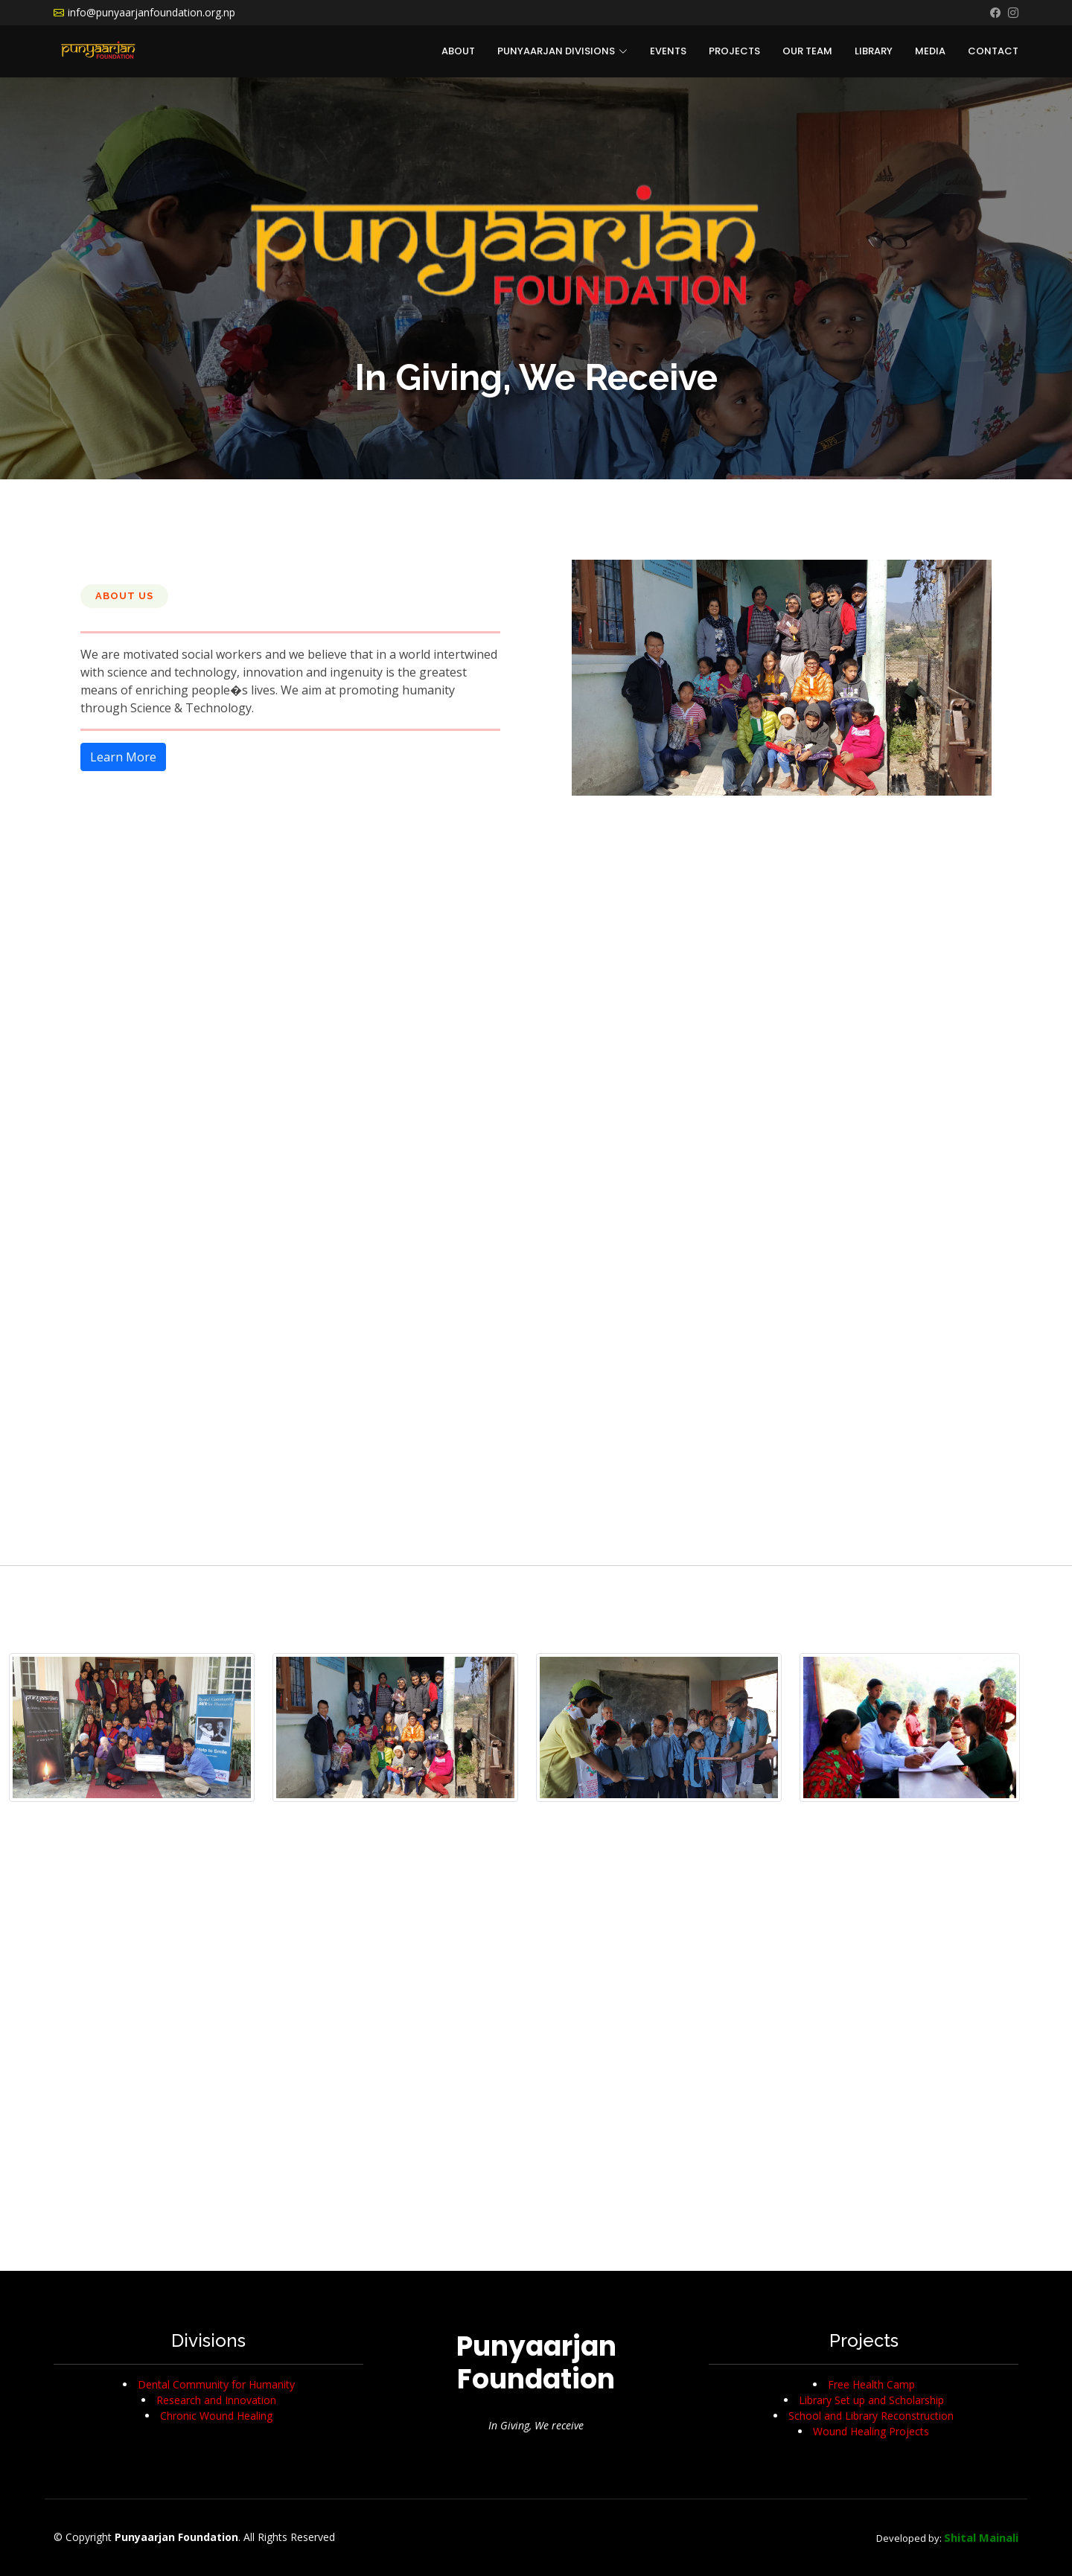 info@punyaarjanfoundation.org.np
punyaarjan
FOUNDATION
ABOUT
PUNYAARJAN DIVISIONS
EVENTS
PROJECTS
OUR TEAM
LIBRARY
MEDIA
CONTACT
punyaarjan
FOUNDATION
In Giving, We Receive
ABOUT US
We are motivated social workers and we believe that in a world intertwined
with science and technology, innovation and ingenuity is the greatest
means of enriching people�s lives. We aim at promoting humanity
through Science & Technology.
Learn More
punyaarjan
Divisions
Dental Community for Humanity
Research and Innovation
Chronic Wound Healing
Punyaarjan
Foundation
In Giving, We receive
Projects
Free Health Camp
Library Set up and Scholarship
School and Library Reconstruction
Wound Healing Projects
© Copyright Punyaarjan Foundation. All Rights Reserved
Developed by: Shital Mainali